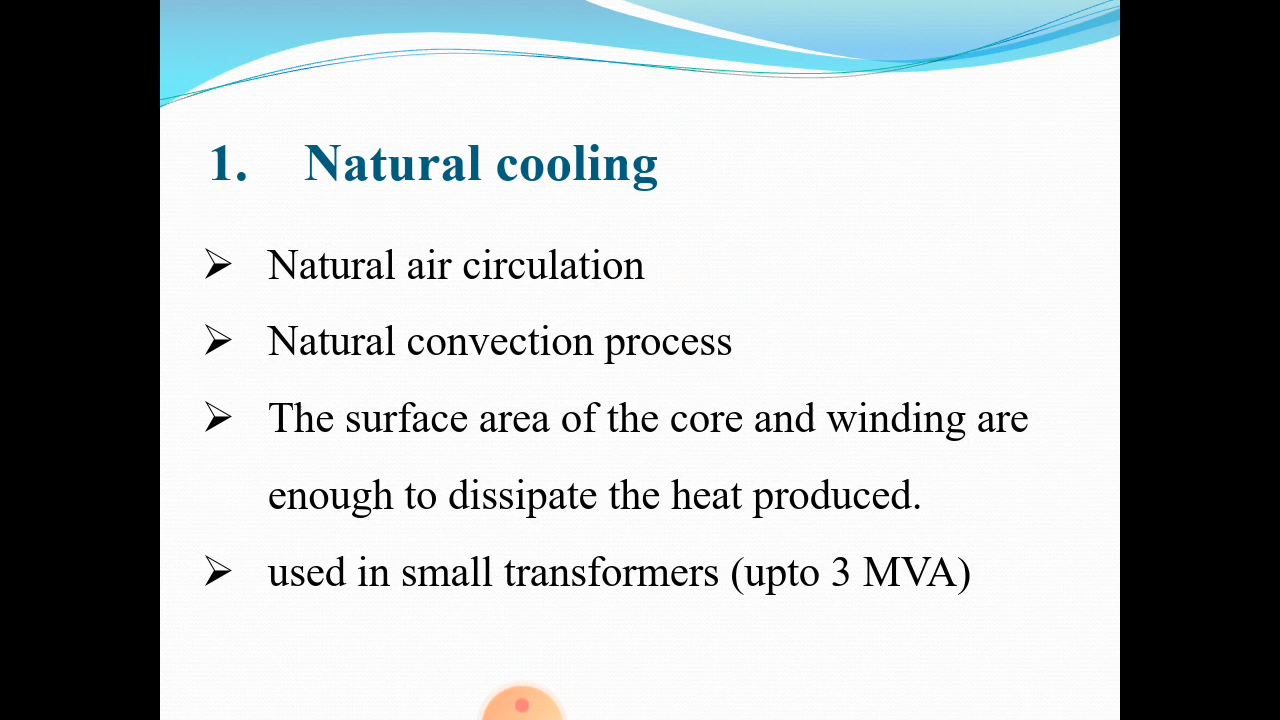 1. Natural cooling
➢ Natural air circulation
➢ Natural convection process
➢ The surface area of the core and winding are
enough to dissipate the heat produced.
➢ used in small transformers (upto 3 MVA)